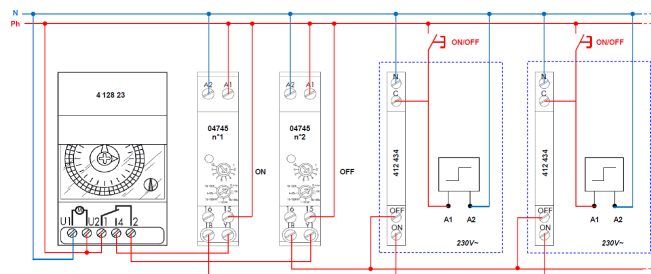 N
Ph
4 128 23
U1 M U2 1 14 2
A2 A1
04745
n°1
16 15
18 Y1
ON
A2 A1
04745
n°2
16 15
18 Y1
OFF
N
C
412 434
OFF
ON
ON/OFF
A1 A2
230V~
N
C
412 434
OFF
ON
ON/OFF
A1 A2
230V~